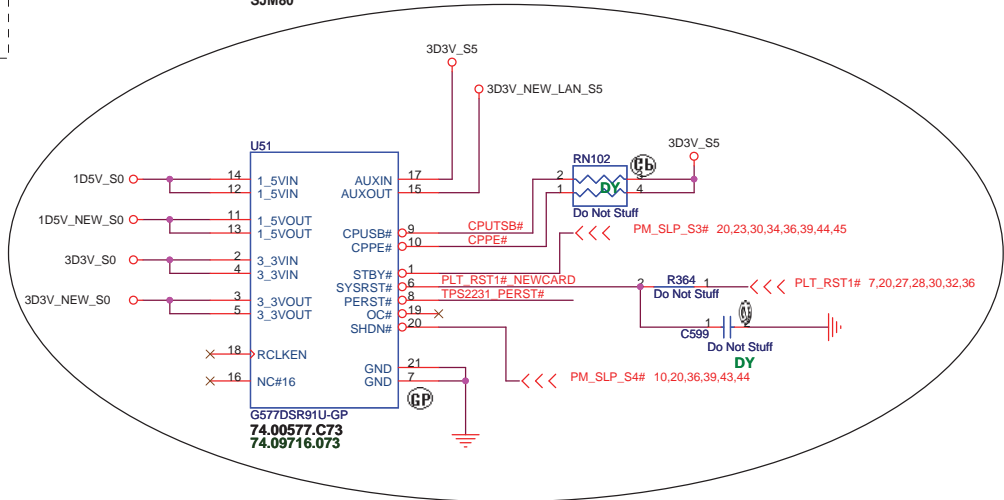 SJM80
3D3V_S5
3D3V_NEW_LAN_S5
U51
RN102
3D3V_S5
1D5V_S0
14 1_5VIN
12 1_5VIN
AUXIN 17
AUXOUT 15
2 3
1 4
DY
Do Not Stuff
1D5V_NEW_S0
11 1_5VOUT
13 1_5VOUT
CPUSB# 9 CPUTSB#
CPPE# 10 CPPE#
PM_SLP_S3# 20,23,30,34,36,39,44,45
3D3V_S0
2 3_3VIN
4 3_3VIN
STBY# 1
SYSRST# 6 PLT_RST1#_NEWCARD
2 R364 1
Do Not Stuff
PLT_RST1# 7,20,27,28,30,32,36
3D3V_NEW_S0
3 3_3VOUT
5 3_3VOUT
PERST# 8 TPS2231_PERST#
OC# 19
SHDN# 20
C599 1 2
Do Not Stuff
DY
18 RCLKEN
16 NC#16
GND 21
GND 7
PM_SLP_S4# 10,20,36,39,43,44
GP
G577DSR91U-GP
74.00577.C73
74.09716.073